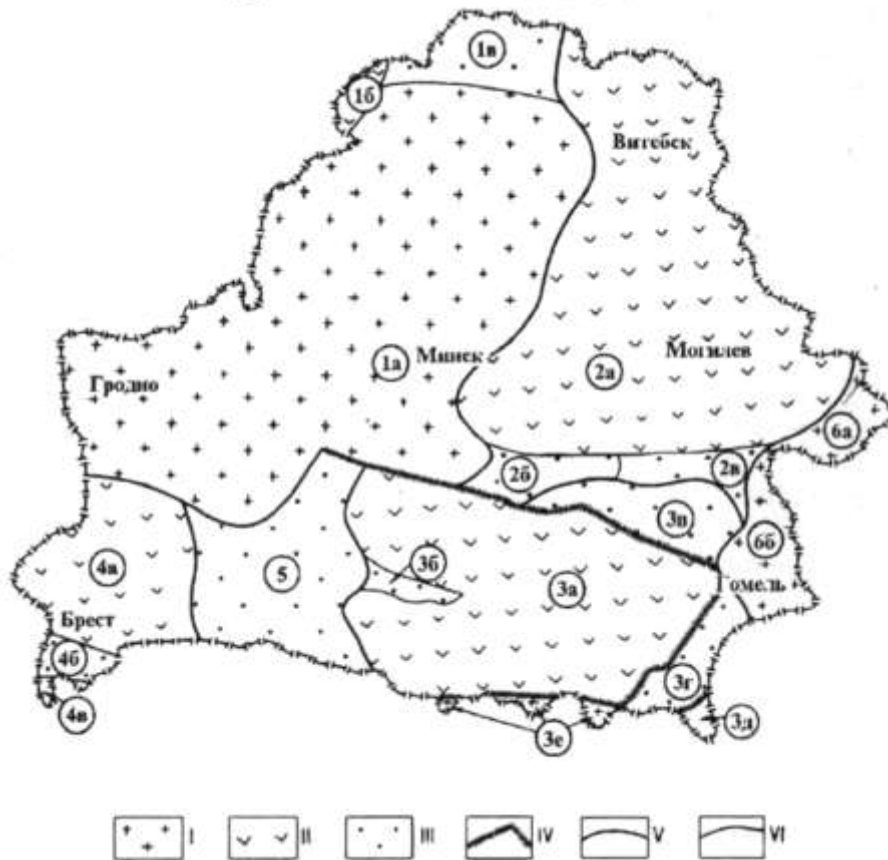 1в
1б
Витебск
Минск
1а
Могилев
2а
Гродно
6а
2б
2в
3в
6б
4а
5
3б
3а
Гомель
Брест
4б
3г
4в
3е
3д
I
II
III
IV
V
VI